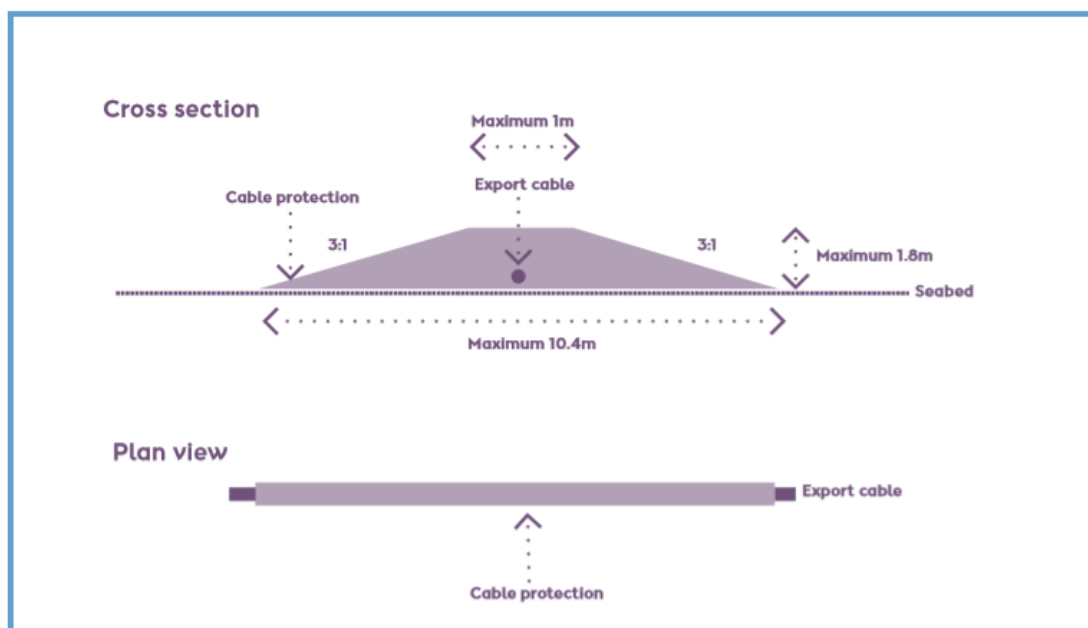 Cross section
Maximum 1m
Export cable
Cable protection
3:1
3:1
Maximum 1.8m
Seabed
Maximum 10.4m
Plan view
Export cable
Cable protection